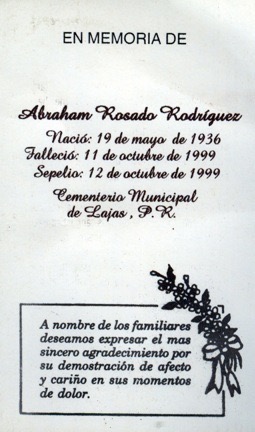 EN MEMORIA DE
Abraham Rosado Rodríguez
Nació: 19 de mayo de 1936
Falleció: 11 de octubre de 1999
Sepelio: 12 de octubre de 1999
Cementerio Municipal
de Lajas, P.R.
A nombre de los familiares
deseamos expresar el mas
sincero agradecimiento por
su demostración de afecto
y cariño en sus momentos
de dolor.